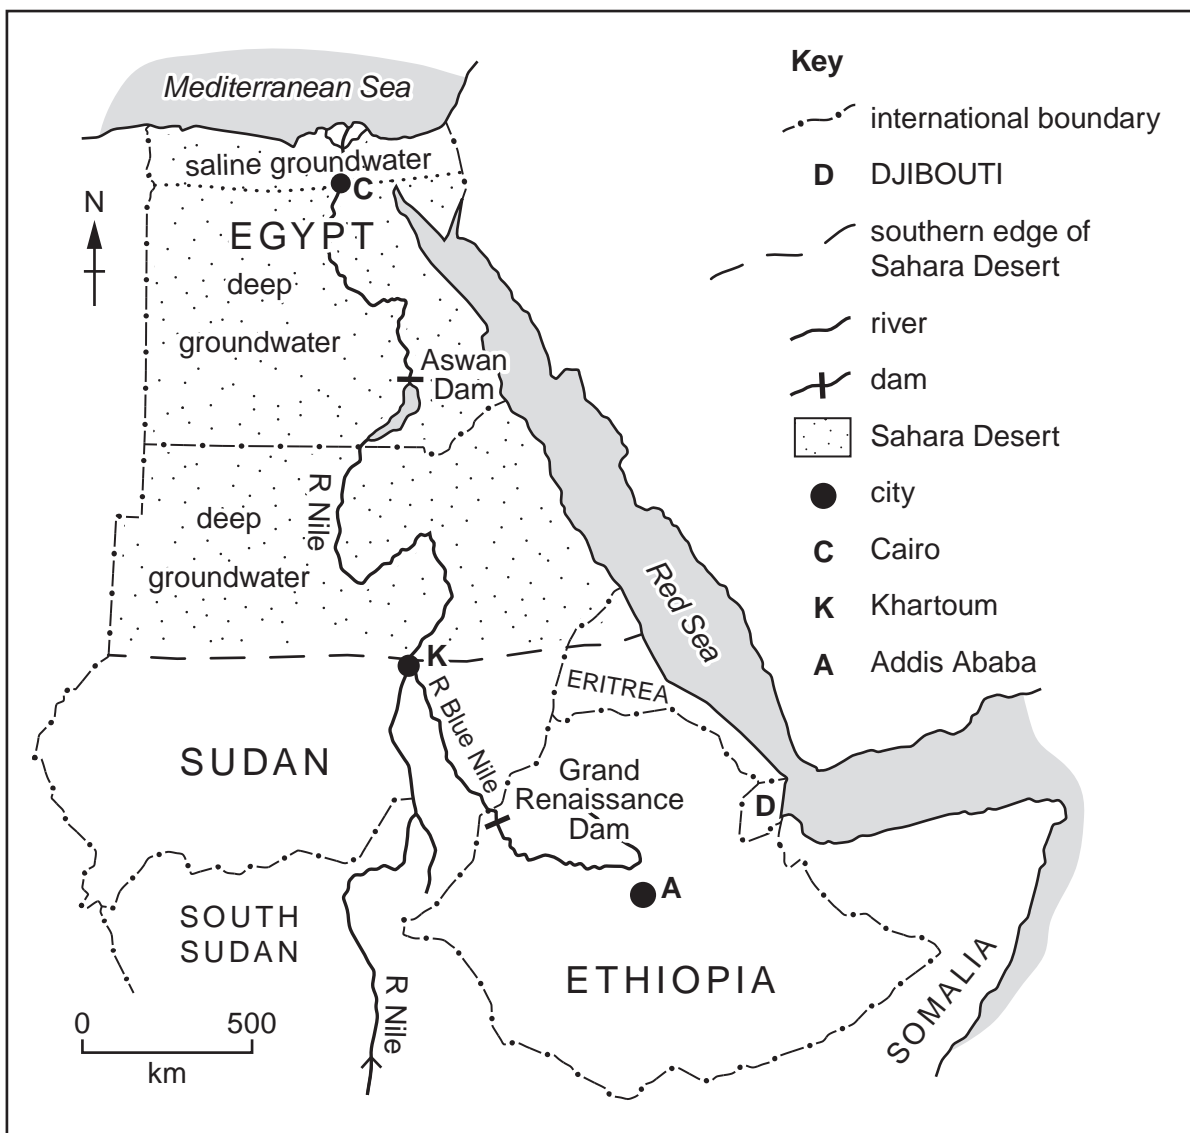 Mediterranean Sea
saline groundwater
C
N
EGYPT
deep
groundwater
Aswan
Dam
R Nile
deep
groundwater
Red Sea
K
R Blue Nile
ERITREA
SUDAN
Grand
Renaissance
Dam
D
A
SOUTH
SUDAN
ETHIOPIA
SOMALIA
R Nile
0 500
km
Key
international boundary
D DJIBOUTI
southern edge of
Sahara Desert
river
dam
Sahara Desert
city
C Cairo
K Khartoum
A Addis Ababa